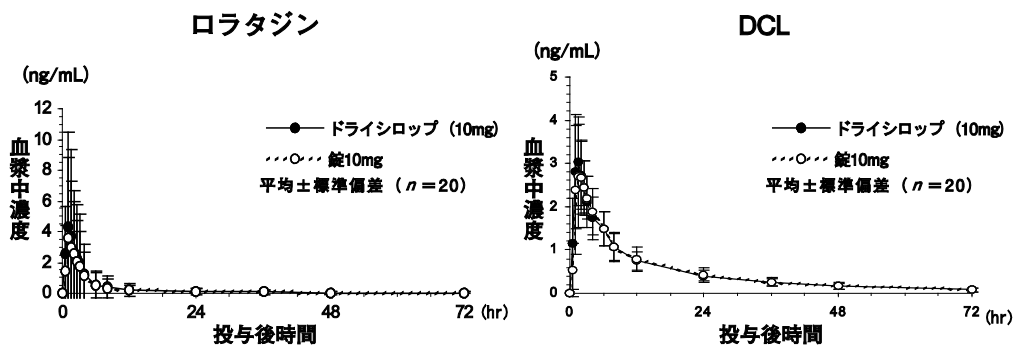 ロラタジン
(ng/mL)
12
10
8
6
4
2
0
血漿中濃度
ドライシロップ (10mg)
錠10mg
平均±標準偏差 (n=20)
0 24 48 72 (hr)
投与後時間
DCL
(ng/mL)
5
4
3
2
1
0
血漿中濃度
ドライシロップ (10mg)
錠10mg
平均±標準偏差 (n=20)
0 24 48 72 (hr)
投与後時間